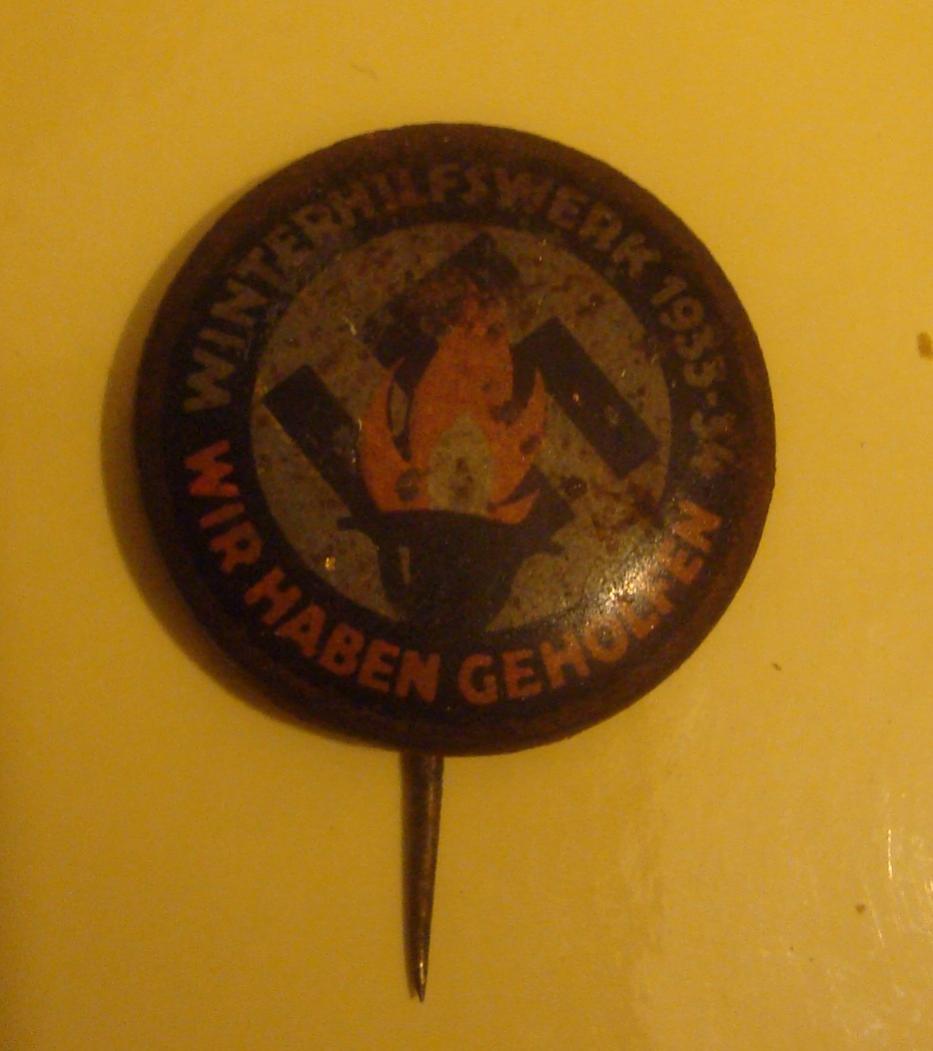 WINTERHILFSWERK 1933-34
WIR HABEN GEHOLFEN